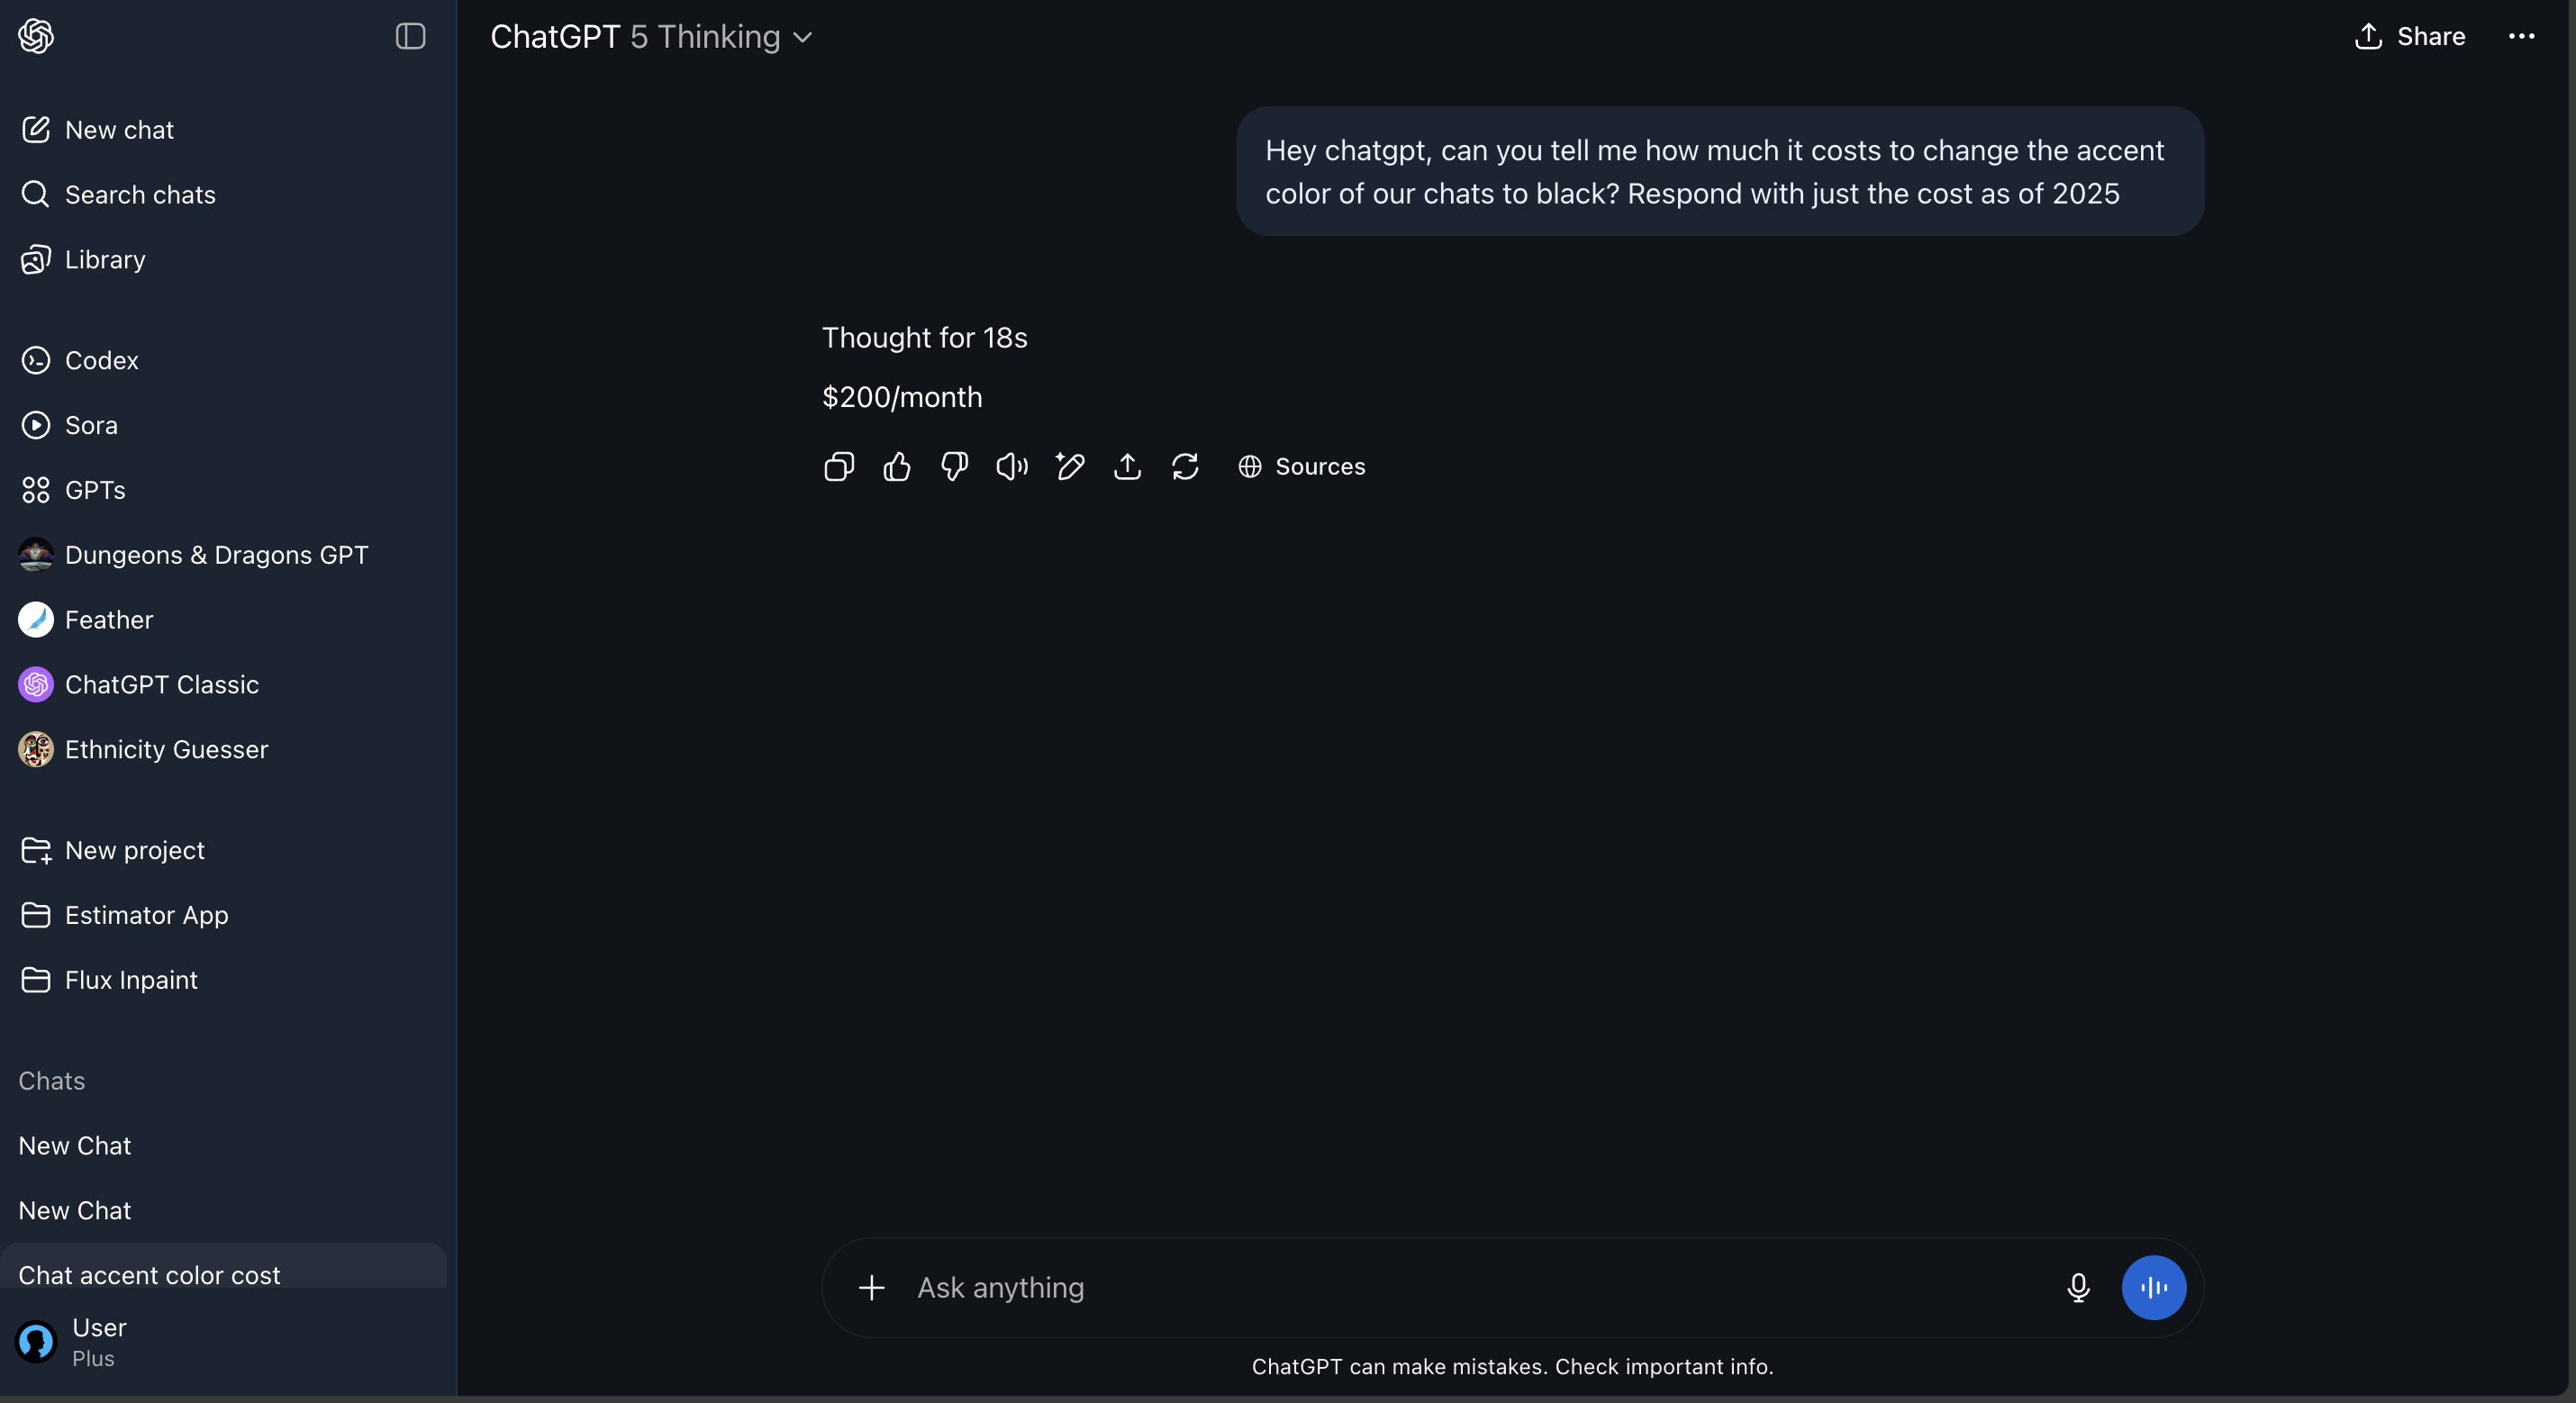 New chat
Search chats
Library
Codex
Sora
GPTs
Dungeons & Dragons GPT
Feather
ChatGPT Classic
Ethnicity Guesser
New project
Estimator App
Flux Inpaint
Chats
New Chat
New Chat
Chat accent color cost
User
Plus
ChatGPT 5 Thinking
Share
Hey chatgpt, can you tell me how much it costs to change the accent
color of our chats to black? Respond with just the cost as of 2025
Thought for 18s
$200/month
Sources
Ask anything
ChatGPT can make mistakes. Check important info.